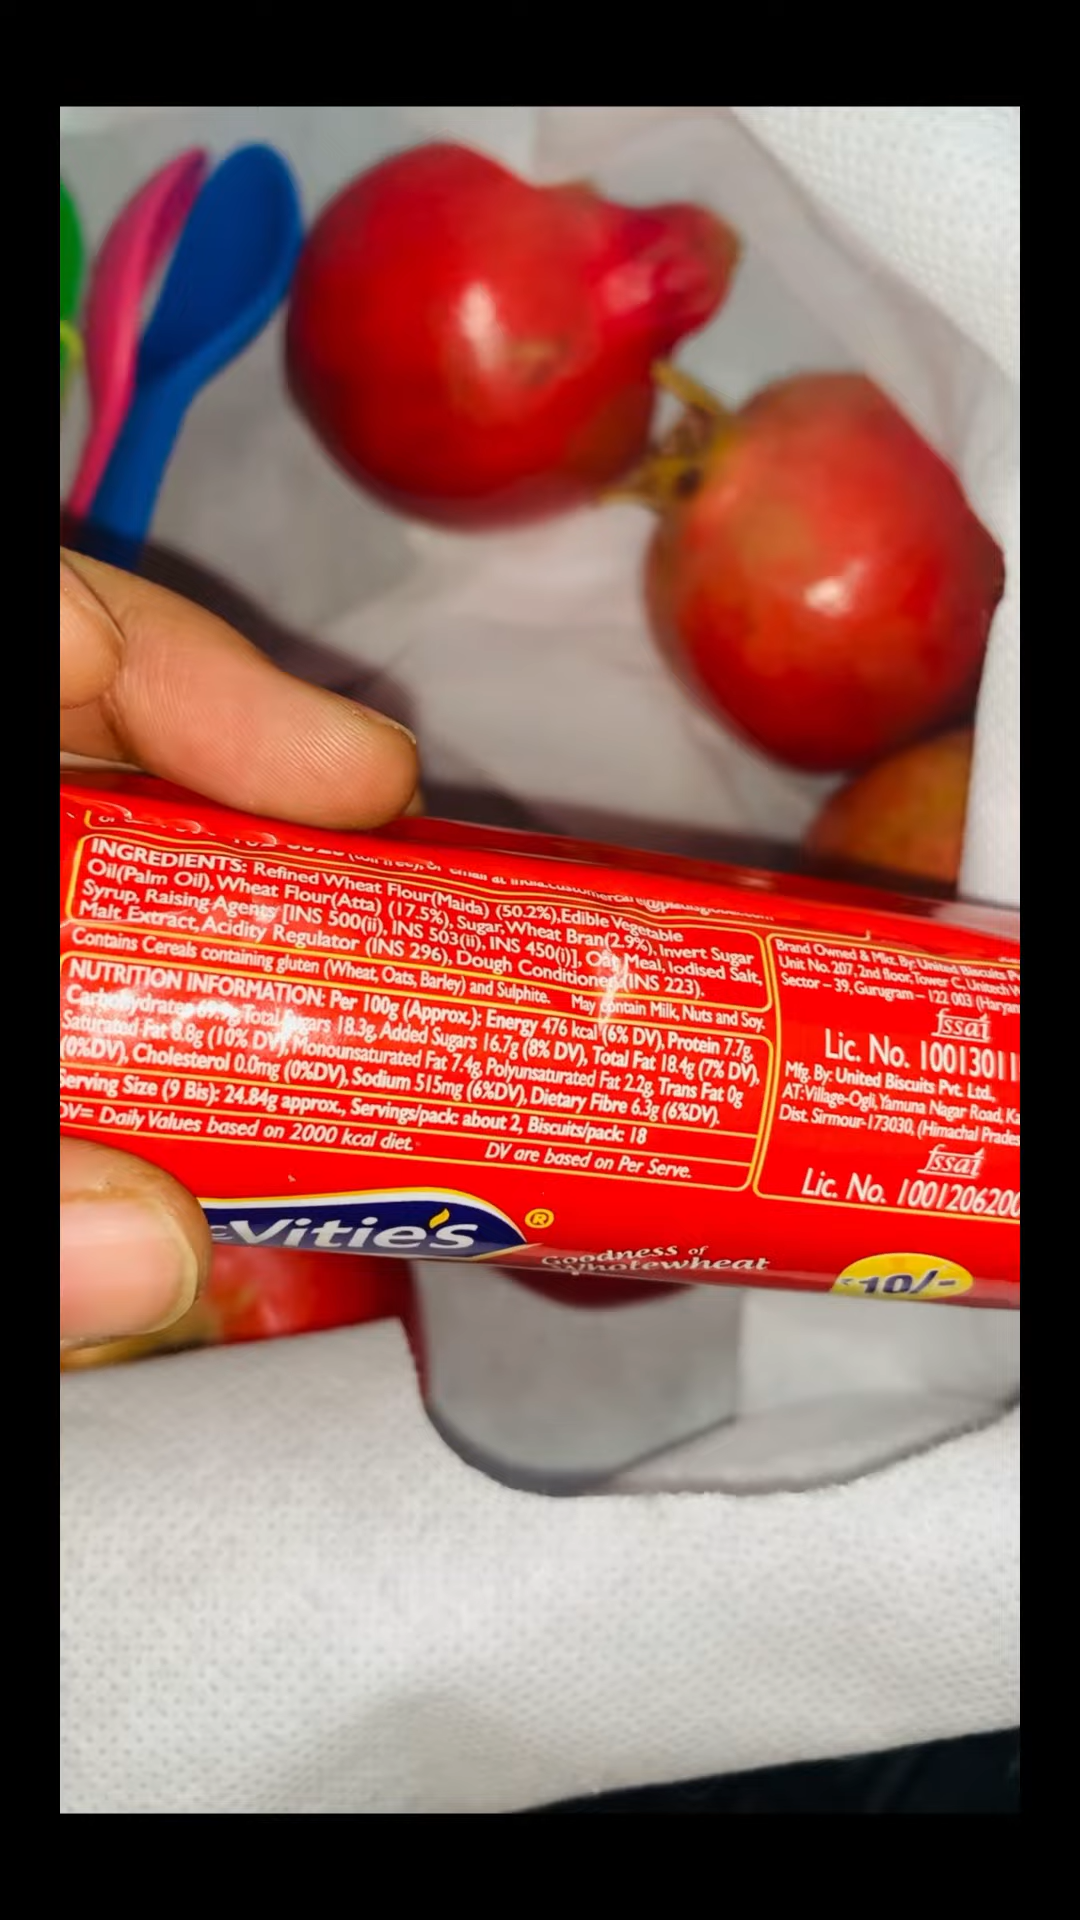 INGREDIENTS: Refined Wheat Flour(Maida) (50.2%),Edible Vegetable
Oil(Palm Oil), Wheat Flour(Atta) (17.5%), Sugar, Wheat Bran(2.9%), Invert Sugar
Syrup, Raising Agents [INS 500(ii), INS 503(ii), INS 450(i)], Oat Meal, Iodised Salt,
Malt Extract, Acidity Regulator (INS 296), Dough Conditioner (INS 223).
Contains Cereals containing gluten (Wheat, Oats, Barley) and Sulphite. May contain Milk, Nuts and Soy.
NUTRITION INFORMATION: Per 100g (Approx.): Energy 476 kcal (6% DV), Protein 7.7g,
Carbohydrates Total Sugars 18.3g, Added Sugars 16.7g (8% DV), Total Fat 18.4g (7% DV),
Saturated Fat 8.8g (10% DV), Monounsaturated Fat 7.4g, Polyunsaturated Fat 2.2g, Trans Fat 0g
(0%DV), Cholesterol 0.0mg (0%DV), Sodium 515mg (6%DV), Dietary Fibre 6.3g (6%DV).
Serving Size (9 Bis): 24.84g approx., Servings/pack: about 2, Biscuits/pack: 18
DV= Daily Values based on 2000 kcal diet. DV are based on Per Serve.
Brand Owned & Mkt. By: United Biscuits
Unit No. 207, 2nd floor, Tower C, Unitech
Sector – 39, Gurugram – 122 003 (Haryan
fssai
Lic. No. 10013011
Mfg. By: United Biscuits Pvt. Ltd.,
AT: Village-Ogli, Yamuna Nagar Road,
Dist. Sirmour-173030, (Himachal Prades
fssai
Lic. No. 1001206200
cVitie's ®
Goodness of
Wholewheat
₹10/-